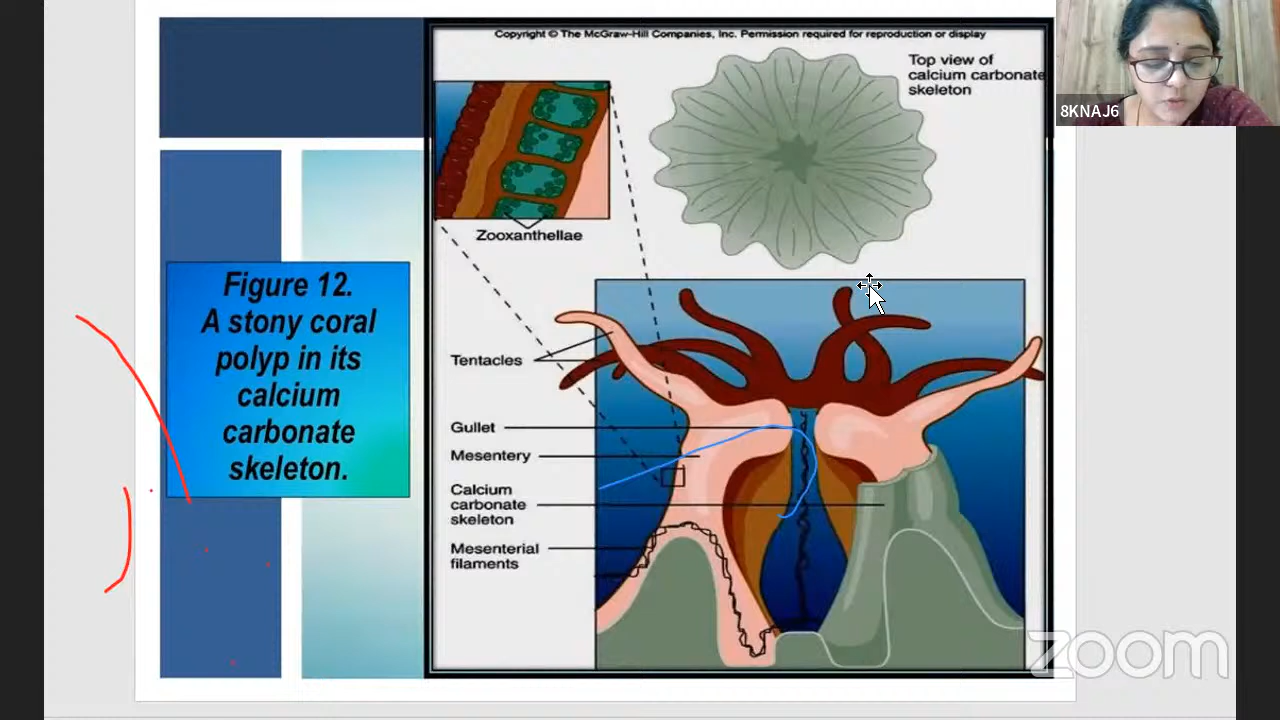 Copyright © The McGraw-Hill Companies, Inc. Permission required for reproduction or display
Top view of
calcium carbonate
skeleton
8KNAJ6
Zooxanthellae
Figure 12.
A stony coral
polyp in its
calcium
carbonate
skeleton.
Tentacles
Gullet
Mesentery
Calcium
carbonate
skeleton
Mesenterial
filaments
zoom